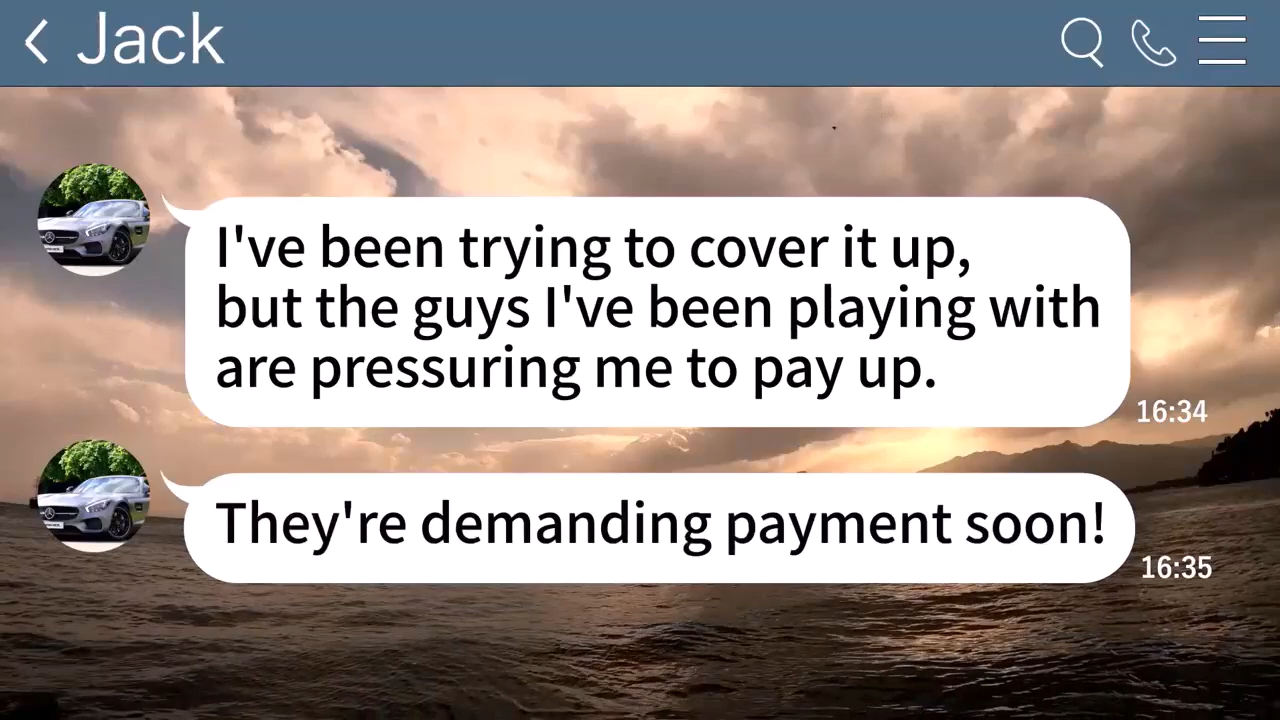 Jack
I've been trying to cover it up,
but the guys I've been playing with
are pressuring me to pay up.
16:34
They're demanding payment soon!
16:35